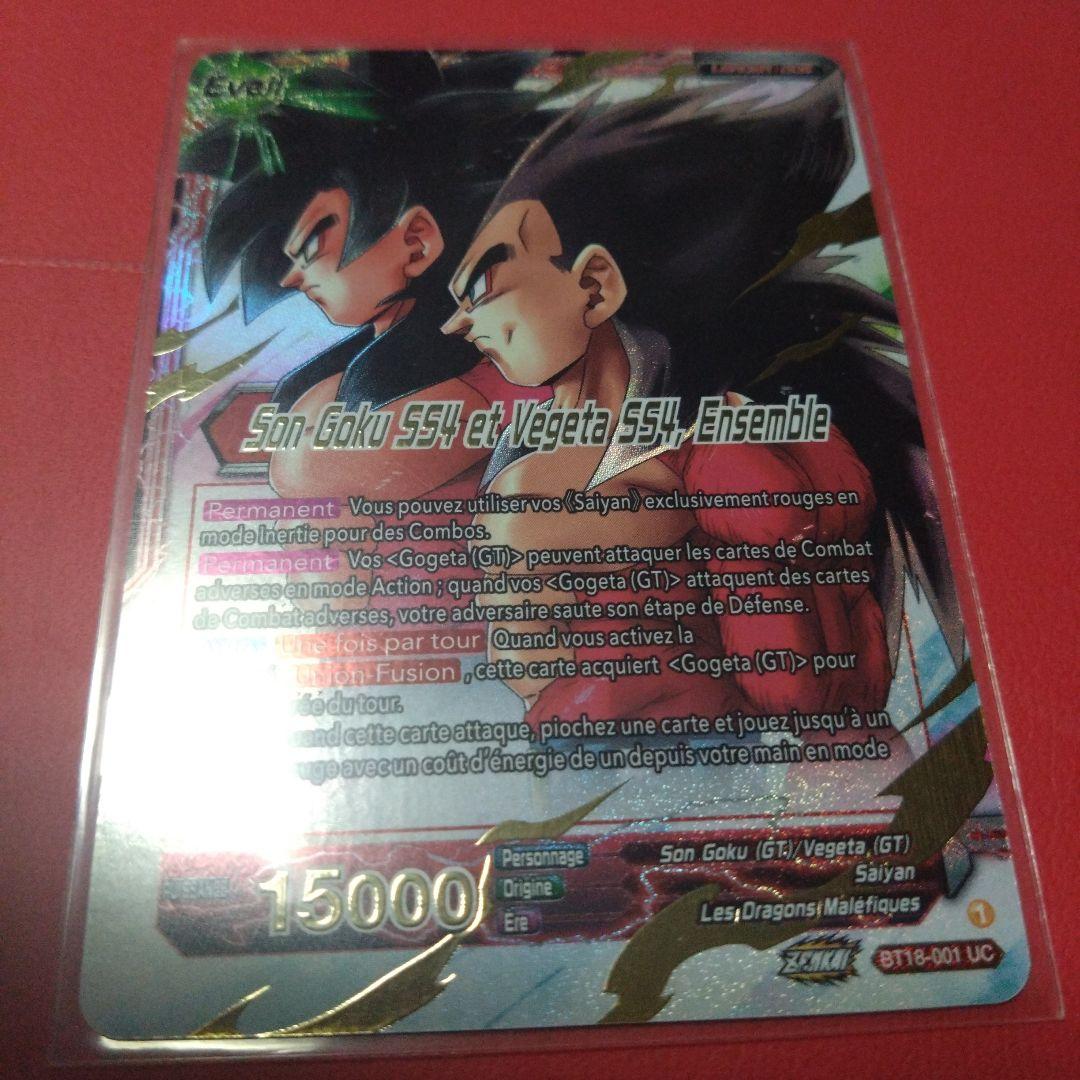 Éveil
Son Goku SS4 et Vegeta SS4, Ensemble
Permanent Vous pouvez utiliser vos 《Saiyan》 exclusivement rouges en
mode Inertie pour des Combos.
Permanent Vos <Gogeta (GT)> peuvent attaquer les cartes de Combat
adverses en mode Action ; quand vos <Gogeta (GT)> attaquent des cartes
de Combat adverses, votre adversaire saute son étape de Défense.
Une fois par tour Quand vous activez la
Union-Fusion , cette carte acquiert <Gogeta (GT)> pour
du tour.
cette carte attaque, piochez une carte et jouez jusqu'à un
avec un coût d'énergie de un depuis votre main en mode
15000
Personnage Son Goku (GT)/Vegeta (GT)
Origine Saiyan
Ère Les Dragons Maléfiques
1
ZENKAI BT18-001 UC